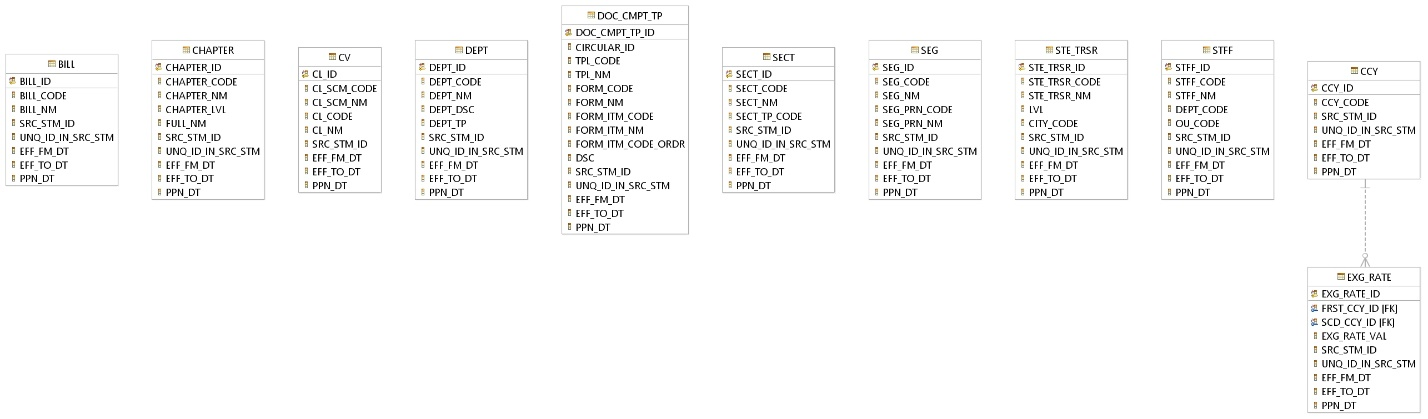 BILL
BILL_ID
BILL_CODE
BILL_NM
SRC_STM_ID
UNQ_ID_IN_SRC_STM
EFF_FM_DT
EFF_TO_DT
PPN_DT
CHAPTER
CHAPTER_ID
CHAPTER_CODE
CHAPTER_NM
CHAPTER_LVL
FULL_NM
SRC_STM_ID
UNQ_ID_IN_SRC_STM
EFF_FM_DT
EFF_TO_DT
PPN_DT
CV
CL_ID
CL_SCM_CODE
CL_SCM_NM
CL_CODE
CL_NM
SRC_STM_ID
EFF_FM_DT
EFF_TO_DT
PPN_DT
DEPT
DEPT_ID
DEPT_CODE
DEPT_NM
DEPT_DSC
DEPT_TP
SRC_STM_ID
UNQ_ID_IN_SRC_STM
EFF_FM_DT
EFF_TO_DT
PPN_DT
DOC_CMPT_TP
DOC_CMPT_TP_ID
CIRCULAR_ID
TPL_CODE
TPL_NM
FORM_CODE
FORM_NM
FORM_ITM_CODE
FORM_ITM_NM
FORM_ITM_CODE_ORDR
DSC
SRC_STM_ID
UNQ_ID_IN_SRC_STM
EFF_FM_DT
EFF_TO_DT
PPN_DT
SECT
SECT_ID
SECT_CODE
SECT_NM
SECT_TP_CODE
SRC_STM_ID
UNQ_ID_IN_SRC_STM
EFF_FM_DT
EFF_TO_DT
PPN_DT
SEG
SEG_ID
SEG_CODE
SEG_NM
SEG_PRN_CODE
SEG_PRN_NM
SRC_STM_ID
UNQ_ID_IN_SRC_STM
EFF_FM_DT
EFF_TO_DT
PPN_DT
STE_TRSR
STE_TRSR_ID
STE_TRSR_CODE
STE_TRSR_NM
LVL
CITY_CODE
SRC_STM_ID
UNQ_ID_IN_SRC_STM
EFF_FM_DT
EFF_TO_DT
PPN_DT
STFF
STFF_ID
STFF_CODE
STFF_NM
DEPT_CODE
OU_CODE
SRC_STM_ID
UNQ_ID_IN_SRC_STM
EFF_FM_DT
EFF_TO_DT
PPN_DT
CCY
CCY_ID
CCY_CODE
SRC_STM_ID
UNQ_ID_IN_SRC_STM
EFF_FM_DT
EFF_TO_DT
PPN_DT
EXG_RATE
EXG_RATE_ID
FRST_CCY_ID [FK]
SCD_CCY_ID [FK]
EXG_RATE_VAL
SRC_STM_ID
UNQ_ID_IN_SRC_STM
EFF_FM_DT
EFF_TO_DT
PPN_DT